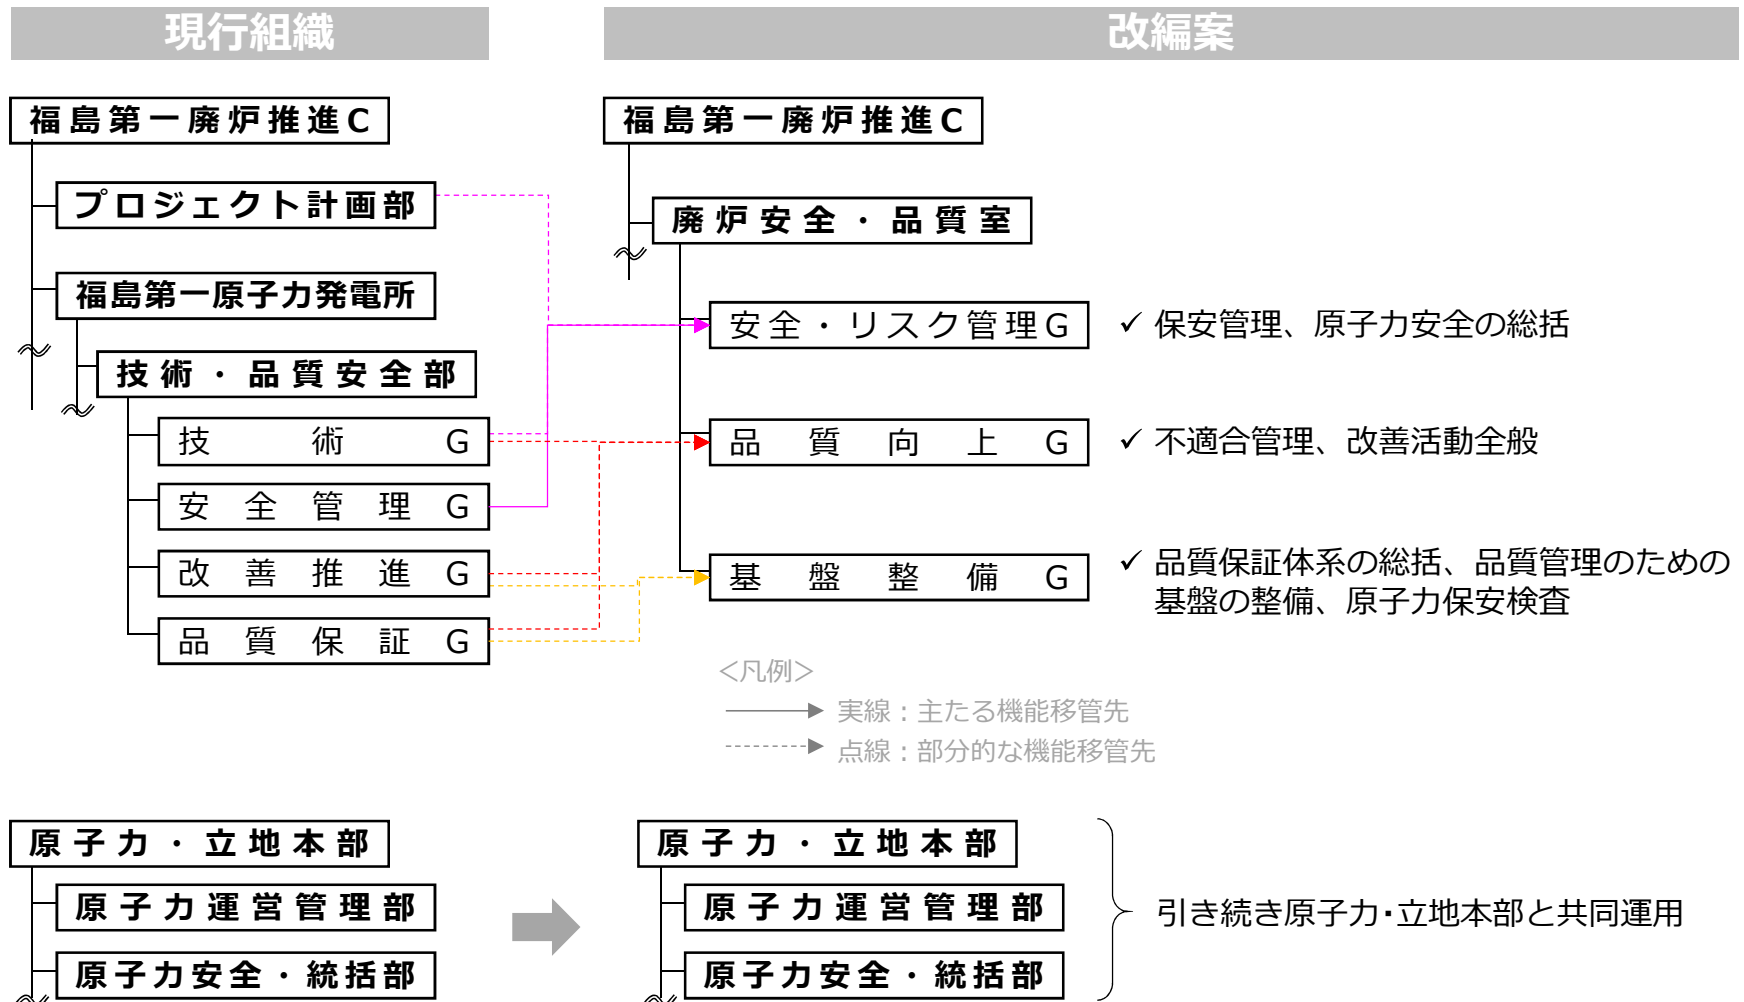 現行組織
改編案
福島第一廃炉推進C
プロジェクト計画部
福島第一原子力発電所
技術・品質安全部
技術G
安全管理G
改善推進G
品質保証G
福島第一廃炉推進C
廃炉安全・品質室
安全・リスク管理G
✓ 保安管理、原子力安全の総括
品質向上G
✓ 不適合管理、改善活動全般
基盤整備G
✓ 品質保証体系の総括、品質管理のための
基盤の整備、原子力保安検査
＜凡例＞
実線：主たる機能移管先
点線：部分的な機能移管先
原子力・立地本部
原子力運営管理部
原子力安全・統括部
原子力・立地本部
原子力運営管理部
原子力安全・統括部
引き続き原子力・立地本部と共同運用